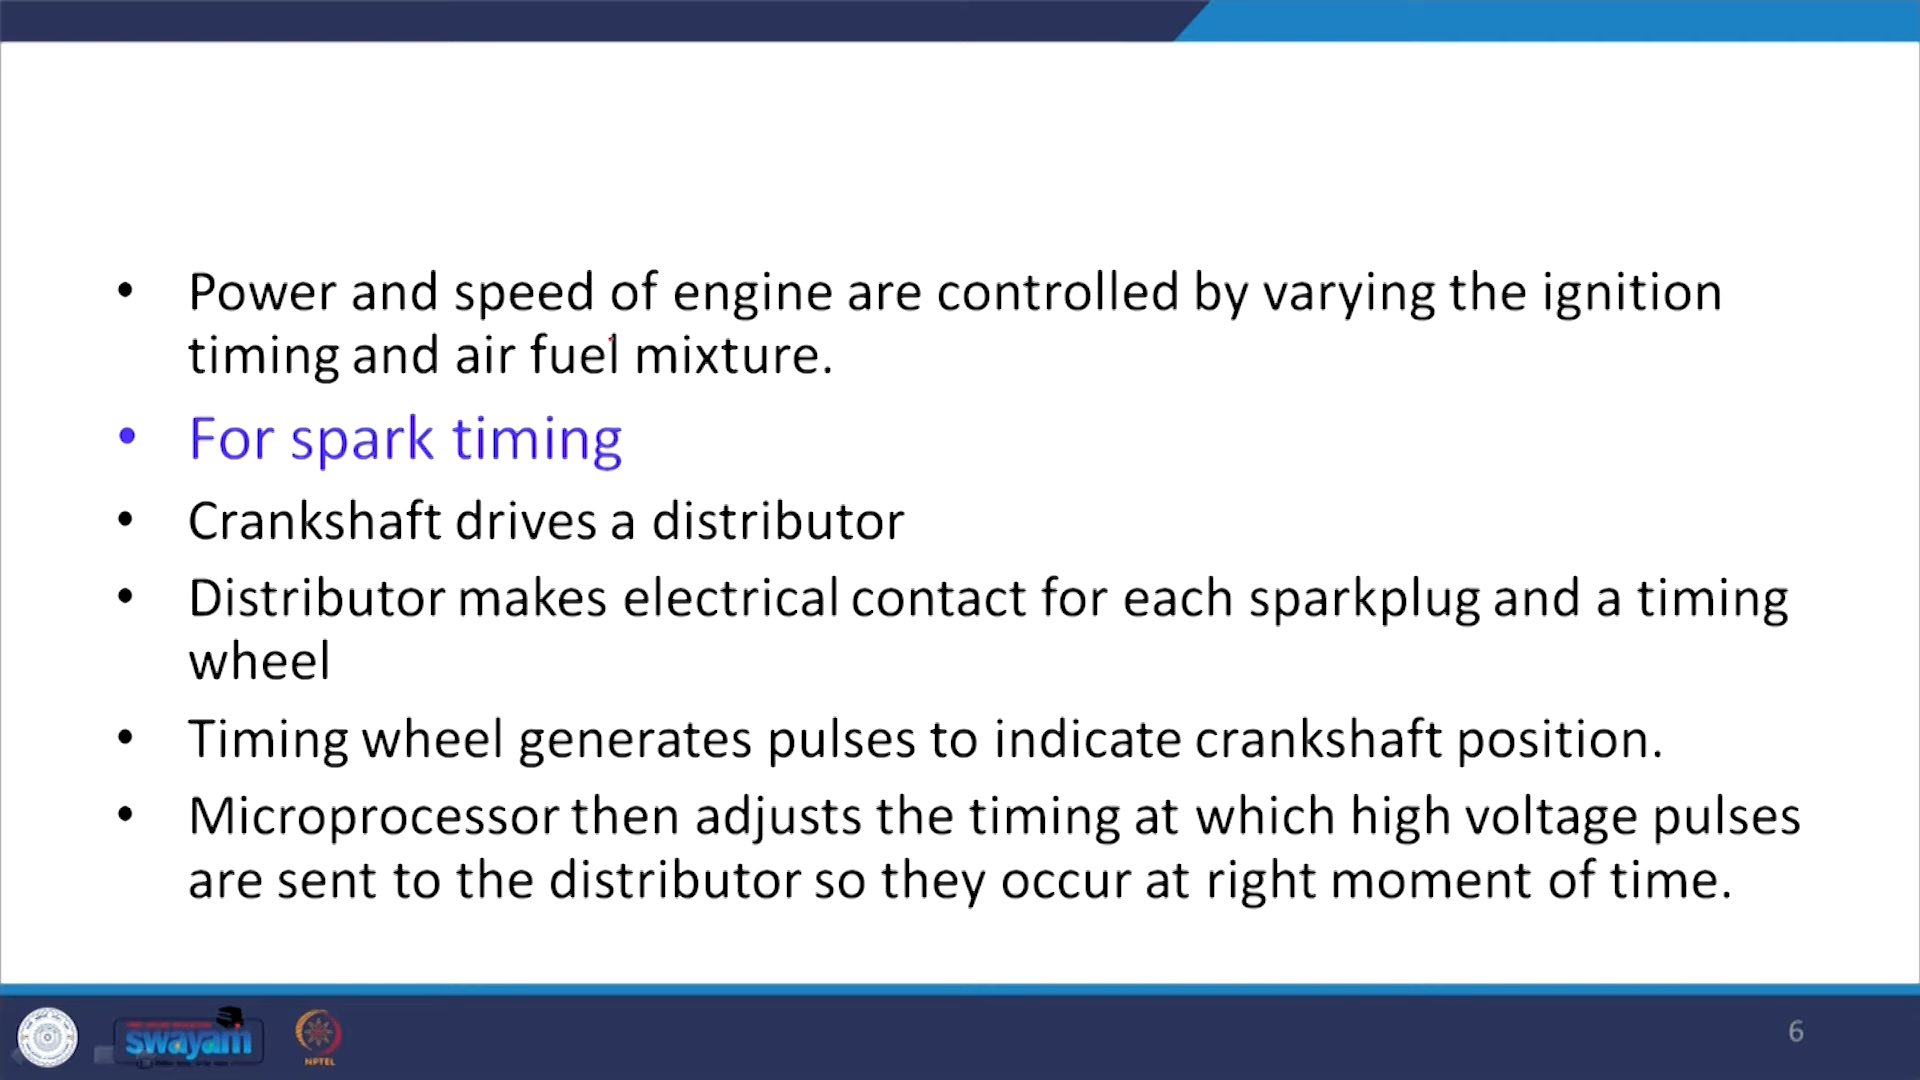 • Power and speed of engine are controlled by varying the ignition
timing and air fuel mixture.
• For spark timing
• Crankshaft drives a distributor
• Distributor makes electrical contact for each sparkplug and a timing
wheel
• Timing wheel generates pulses to indicate crankshaft position.
• Microprocessor then adjusts the timing at which high voltage pulses
are sent to the distributor so they occur at right moment of time.
swayam
NPTEL
6